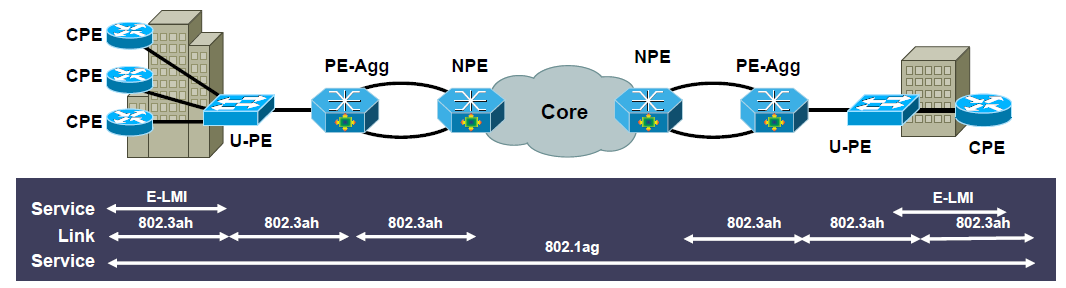 CPE
CPE
CPE
U-PE
PE-Agg
NPE
Core
NPE
PE-Agg
U-PE
CPE
Service
E-LMI
E-LMI
Link
802.3ah
802.3ah
802.3ah
802.3ah
802.3ah
802.3ah
Service
802.1ag